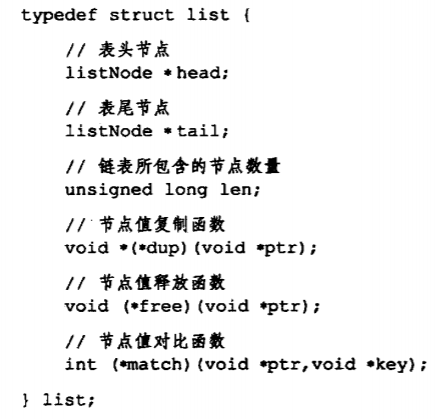 typedef struct list {
// 表头节点
listNode *head;
// 表尾节点
listNode *tail;
// 链表所包含的节点数量
unsigned long len;
// 节点值复制函数
void *(*dup)(void *ptr);
// 节点值释放函数
void (*free)(void *ptr);
// 节点值对比函数
int (*match)(void *ptr,void *key);
} list;